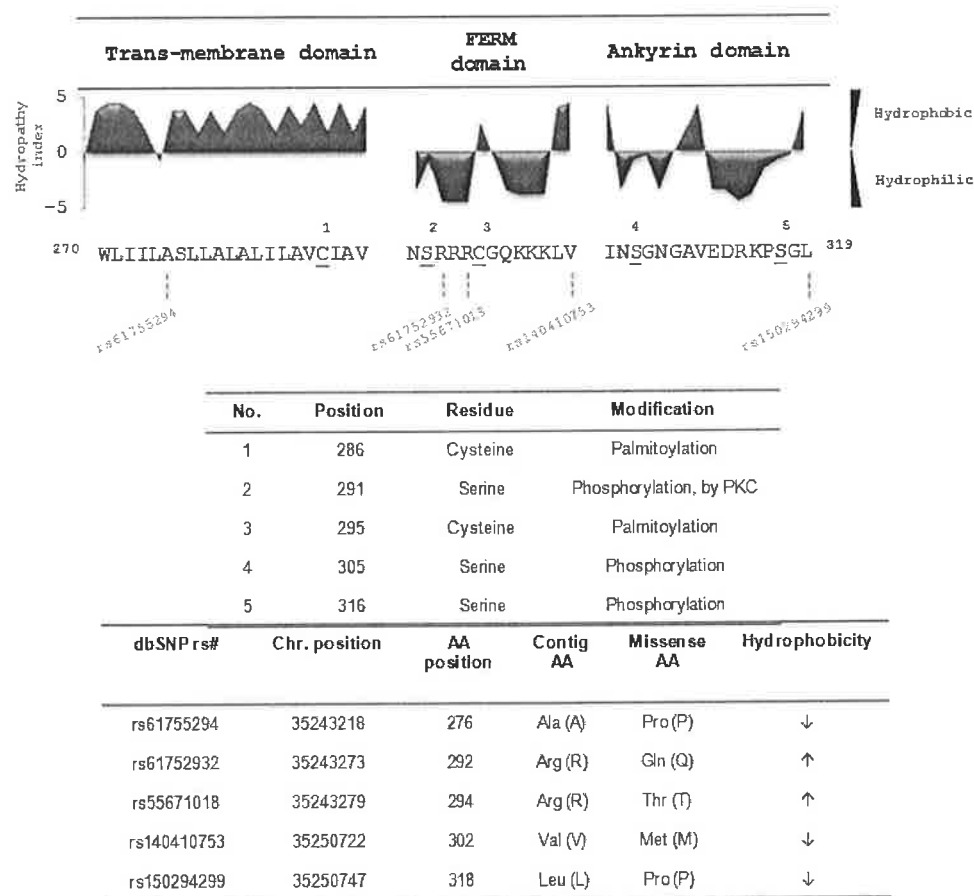 Trans-membrane domain
FERM domain
Ankyrin domain
Hydropathy index
5
0
-5
Hydrophobic
Hydrophilic
1 2 3 4 5
270 WLIILASLLALALILAVCIAV NSRRRCGQKKKLV INSGNGAVEDRKPSGL 319
rs61755294 rs61752932 rs55671018 rs140410753 rs150294299
No. Position Residue Modification
1 286 Cysteine Palmitoylation
2 291 Serine Phosphorylation, by PKC
3 295 Cysteine Palmitoylation
4 305 Serine Phosphorylation
5 316 Serine Phosphorylation
dbSNP rs# Chr. position AA position Contig AA Missense AA Hydrophobicity
rs61755294 35243218 276 Ala (A) Pro (P) ↓
rs61752932 35243273 292 Arg (R) Gln (Q) ↑
rs55671018 35243279 294 Arg (R) Thr (T) ↑
rs140410753 35250722 302 Val (V) Met (M) ↓
rs150294299 35250747 318 Leu (L) Pro (P) ↓